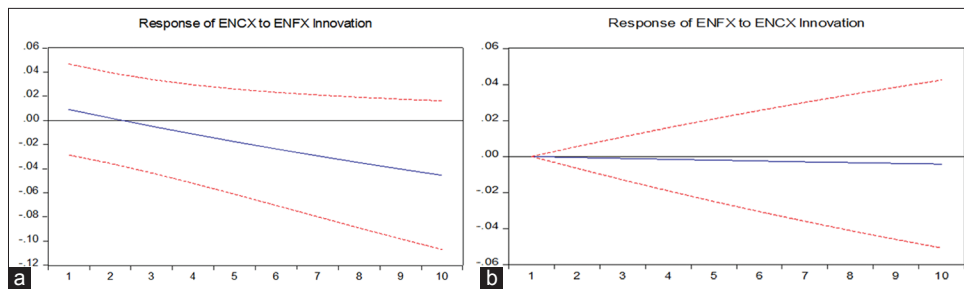 Response of ENCX to ENFX Innovation
.06
.04
.02
.00
-.02
-.04
-.06
-.08
-.10
-.12
1 2 3 4 5 6 7 8 9 10
a
Response of ENFX to ENCX Innovation
.06
.04
.02
.00
-.02
-.04
-.06
1 2 3 4 5 6 7 8 9 10
b